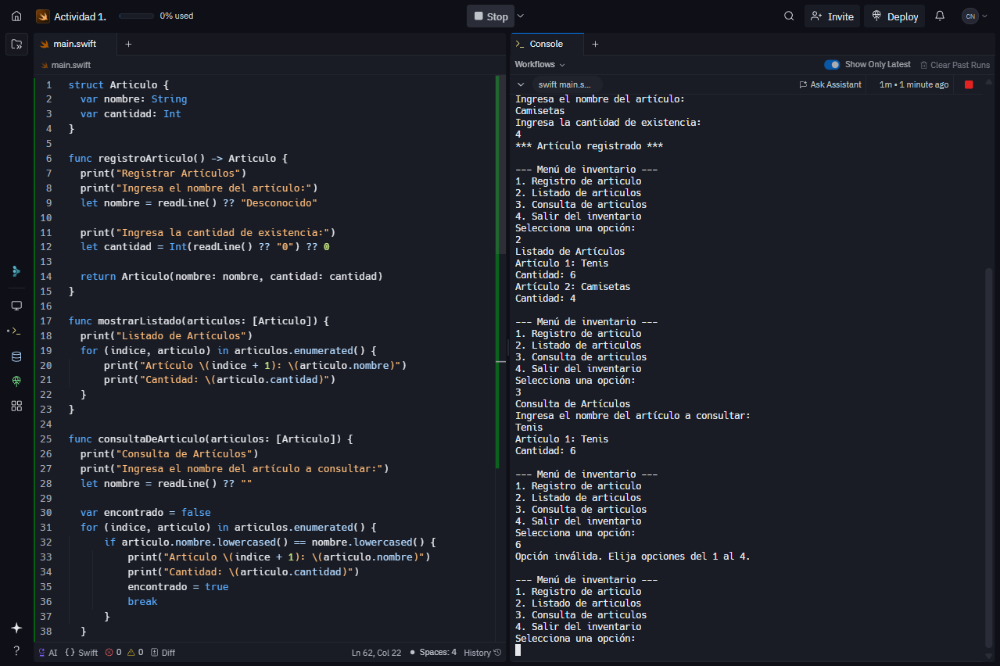 Actividad 1.
0% used
Stop
Invite
Deploy
CN
main.swift
main.swift
1 struct Articulo {
2 var nombre: String
3 var cantidad: Int
4 }
5
6 func registroArticulo() -> Articulo {
7 print("Registrar Artículos")
8 print("Ingresa el nombre del artículo:")
9 let nombre = readLine() ?? "Desconocido"
10
11 print("Ingresa la cantidad de existencia:")
12 let cantidad = Int(readLine() ?? "0") ?? 0
13
14 return Articulo(nombre: nombre, cantidad: cantidad)
15 }
16
17 func mostrarListado(articulos: [Articulo]) {
18 print("Listado de Artículos")
19 for (indice, articulo) in articulos.enumerated() {
20 print("Artículo \(indice + 1): \(articulo.nombre)")
21 print("Cantidad: \(articulo.cantidad)")
22 }
23 }
24
25 func consultaDeArticulo(articulos: [Articulo]) {
26 print("Consulta de Artículos")
27 print("Ingresa el nombre del artículo a consultar:")
28 let nombre = readLine() ?? ""
29
30 var encontrado = false
31 for (indice, articulo) in articulos.enumerated() {
32 if articulo.nombre.lowercased() == nombre.lowercased() {
33 print("Artículo \(indice + 1): \(articulo.nombre)")
34 print("Cantidad: \(articulo.cantidad)")
35 encontrado = true
36 break
37 }
38 }
AI {} Swift 0 0 Diff
Ln 62, Col 22 • Spaces: 4 History
Console
Workflows
Show Only Latest
Clear Past Runs
swift main.s...
Ask Assistant
1m • 1 minute ago
Ingresa el nombre del artículo:
Camisetas
Ingresa la cantidad de existencia:
4
*** Artículo registrado ***
--- Menú de inventario ---
1. Registro de articulo
2. Listado de articulos
3. Consulta de articulos
4. Salir del inventario
Selecciona una opción:
2
Listado de Artículos
Artículo 1: Tenis
Cantidad: 6
Artículo 2: Camisetas
Cantidad: 4
--- Menú de inventario ---
1. Registro de articulo
2. Listado de articulos
3. Consulta de articulos
4. Salir del inventario
Selecciona una opción:
3
Consulta de Artículos
Ingresa el nombre del artículo a consultar:
Tenis
Artículo 1: Tenis
Cantidad: 6
--- Menú de inventario ---
1. Registro de articulo
2. Listado de articulos
3. Consulta de articulos
4. Salir del inventario
Selecciona una opción:
6
Opción inválida. Elija opciones del 1 al 4.
--- Menú de inventario ---
1. Registro de articulo
2. Listado de articulos
3. Consulta de articulos
4. Salir del inventario
Selecciona una opción: